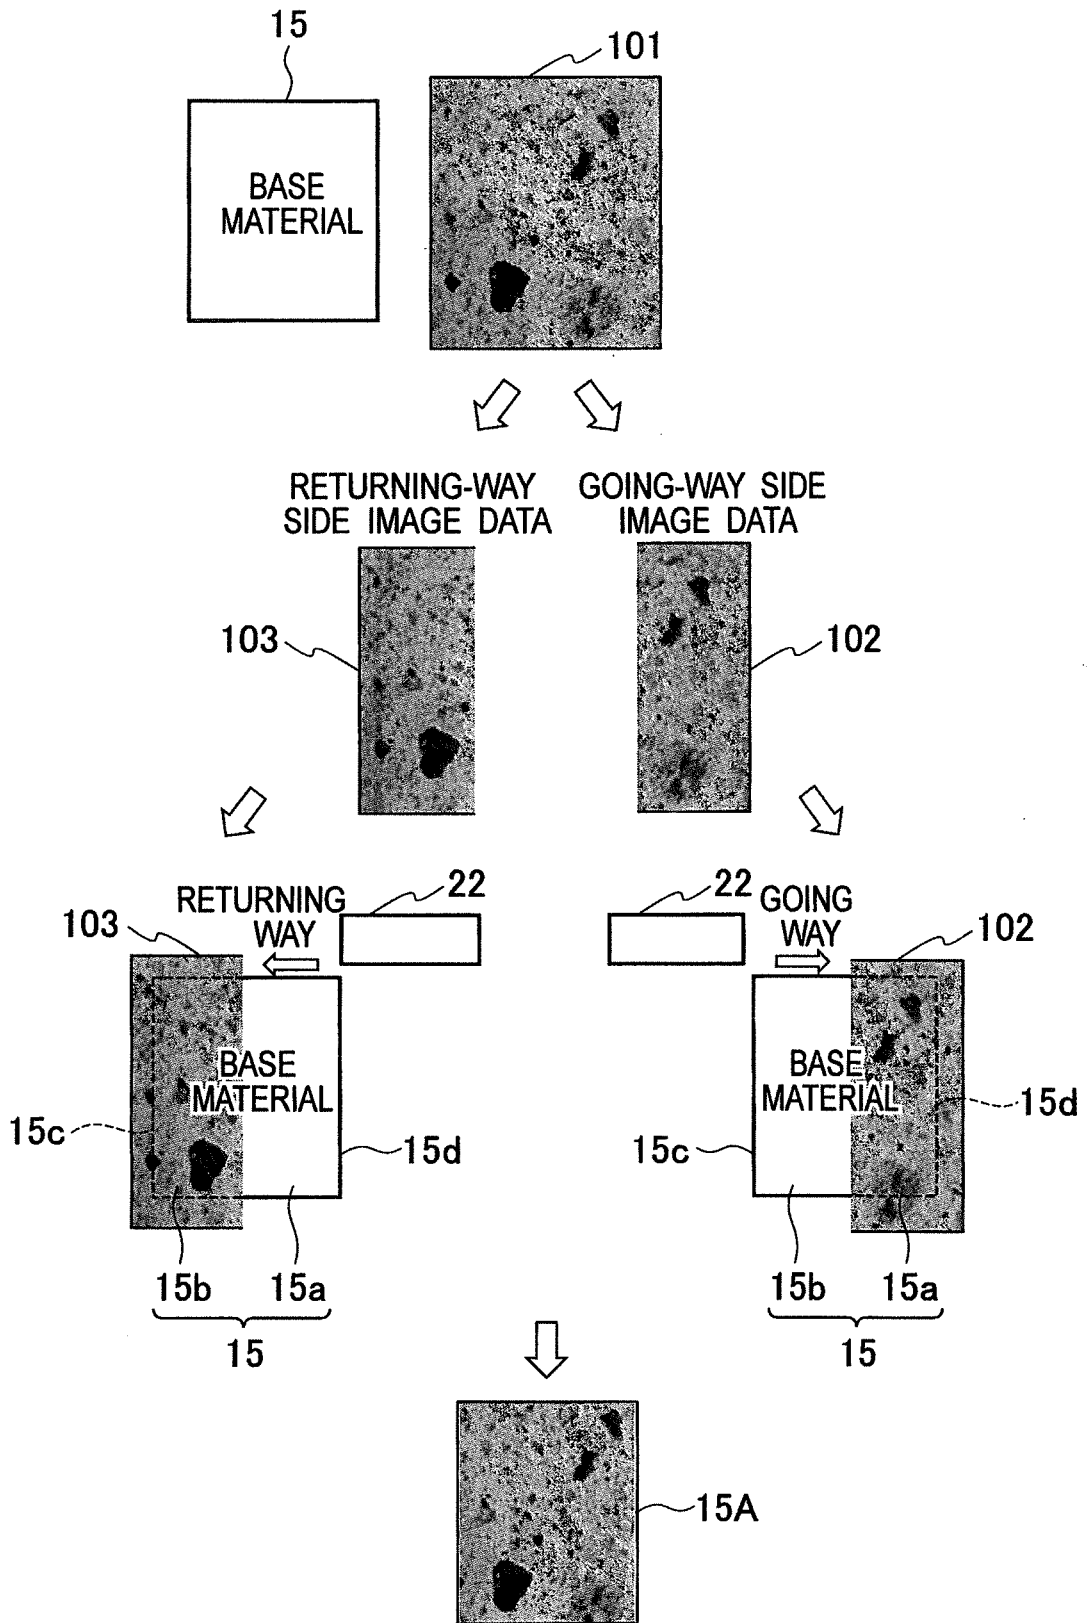 15
101
BASE
MATERIAL
RETURNING-WAY
SIDE IMAGE DATA
GOING-WAY SIDE
IMAGE DATA
103
102
RETURNING
WAY
22
22
GOING
WAY
103
102
BASE
MATERIAL
BASE
MATERIAL
15c
15d
15c
15d
15b
15a
15b
15a
15
15
15A